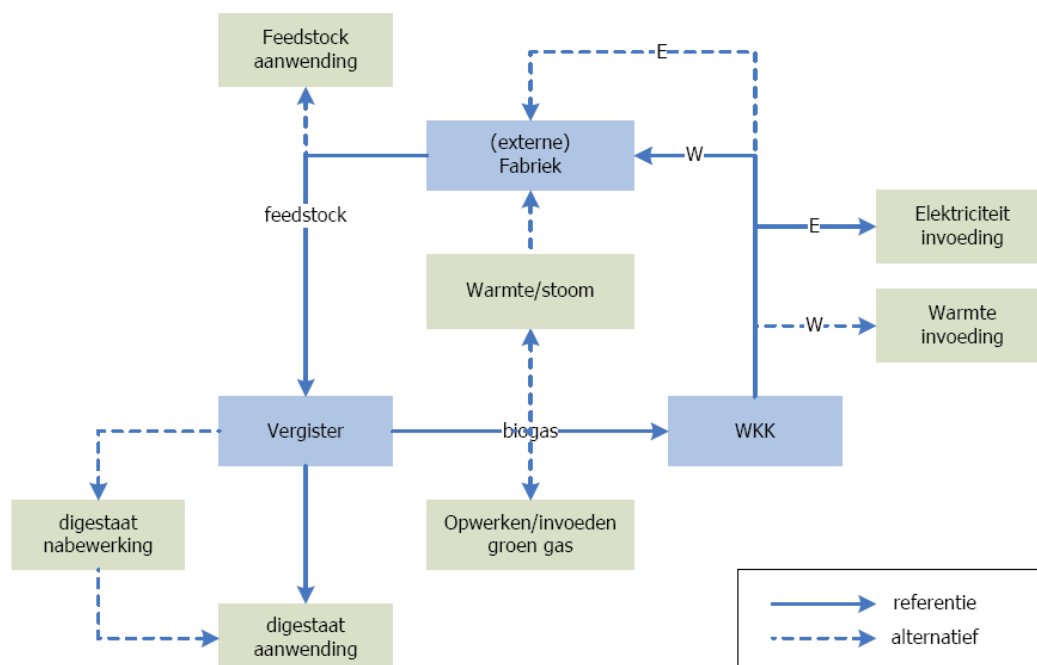 Feedstock
aanwending
E
(externe)
Fabriek
W
feedstock
E
Elektriciteit
invoeding
Warmte/stoom
W
Warmte
invoeding
Vergister
biogas
WKK
digestaat
nabewerking
Opwerken/invoeden
groen gas
digestaat
aanwending
referentie
alternatief